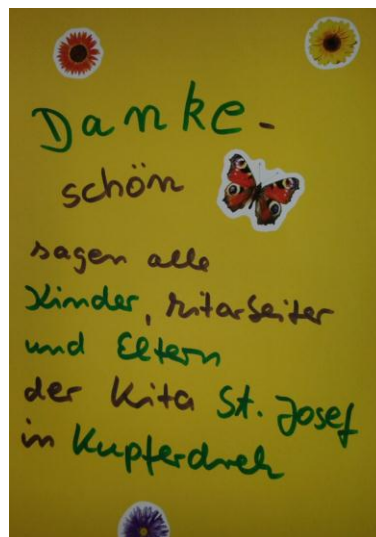 Danke-
schön
sagen alle
Kinder, Mitarbeiter
und Eltern
der Kita St. Josef
in Kupferdreh